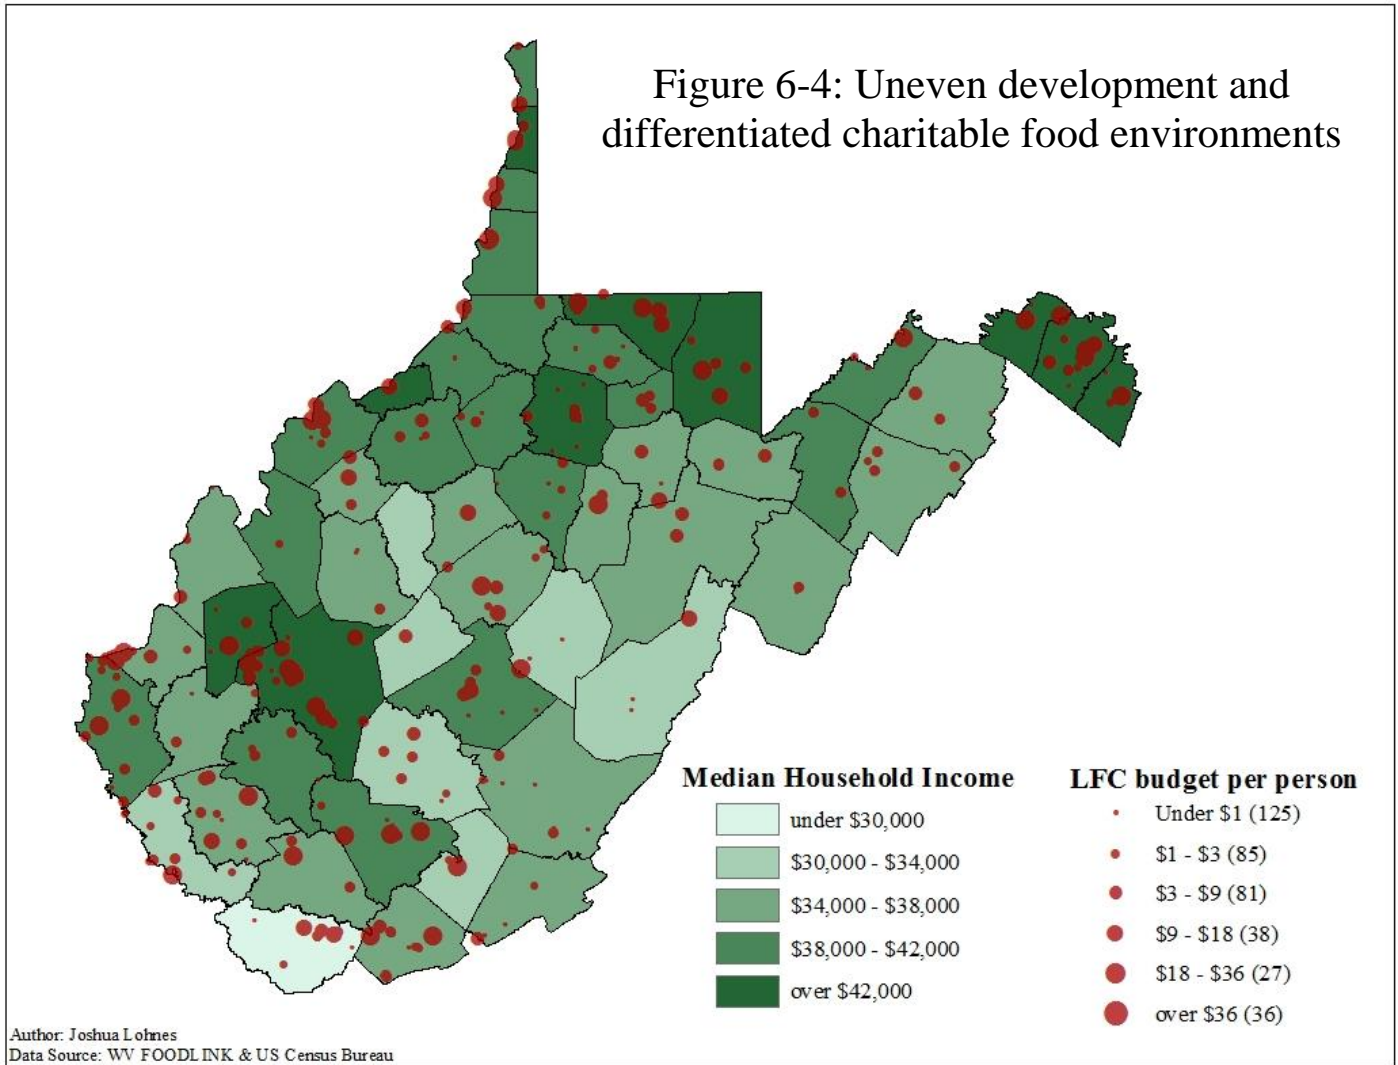 Figure 6-4: Uneven development and
differentiated charitable food environments
Median Household Income
under $30,000
$30,000 - $34,000
$34,000 - $38,000
$38,000 - $42,000
over $42,000
LFC budget per person
Under $1 (125)
$1 - $3 (85)
$3 - $9 (81)
$9 - $18 (38)
$18 - $36 (27)
over $36 (36)
Author: Joshua Lohnes
Data Source: WV FOODLINK & US Census Bureau